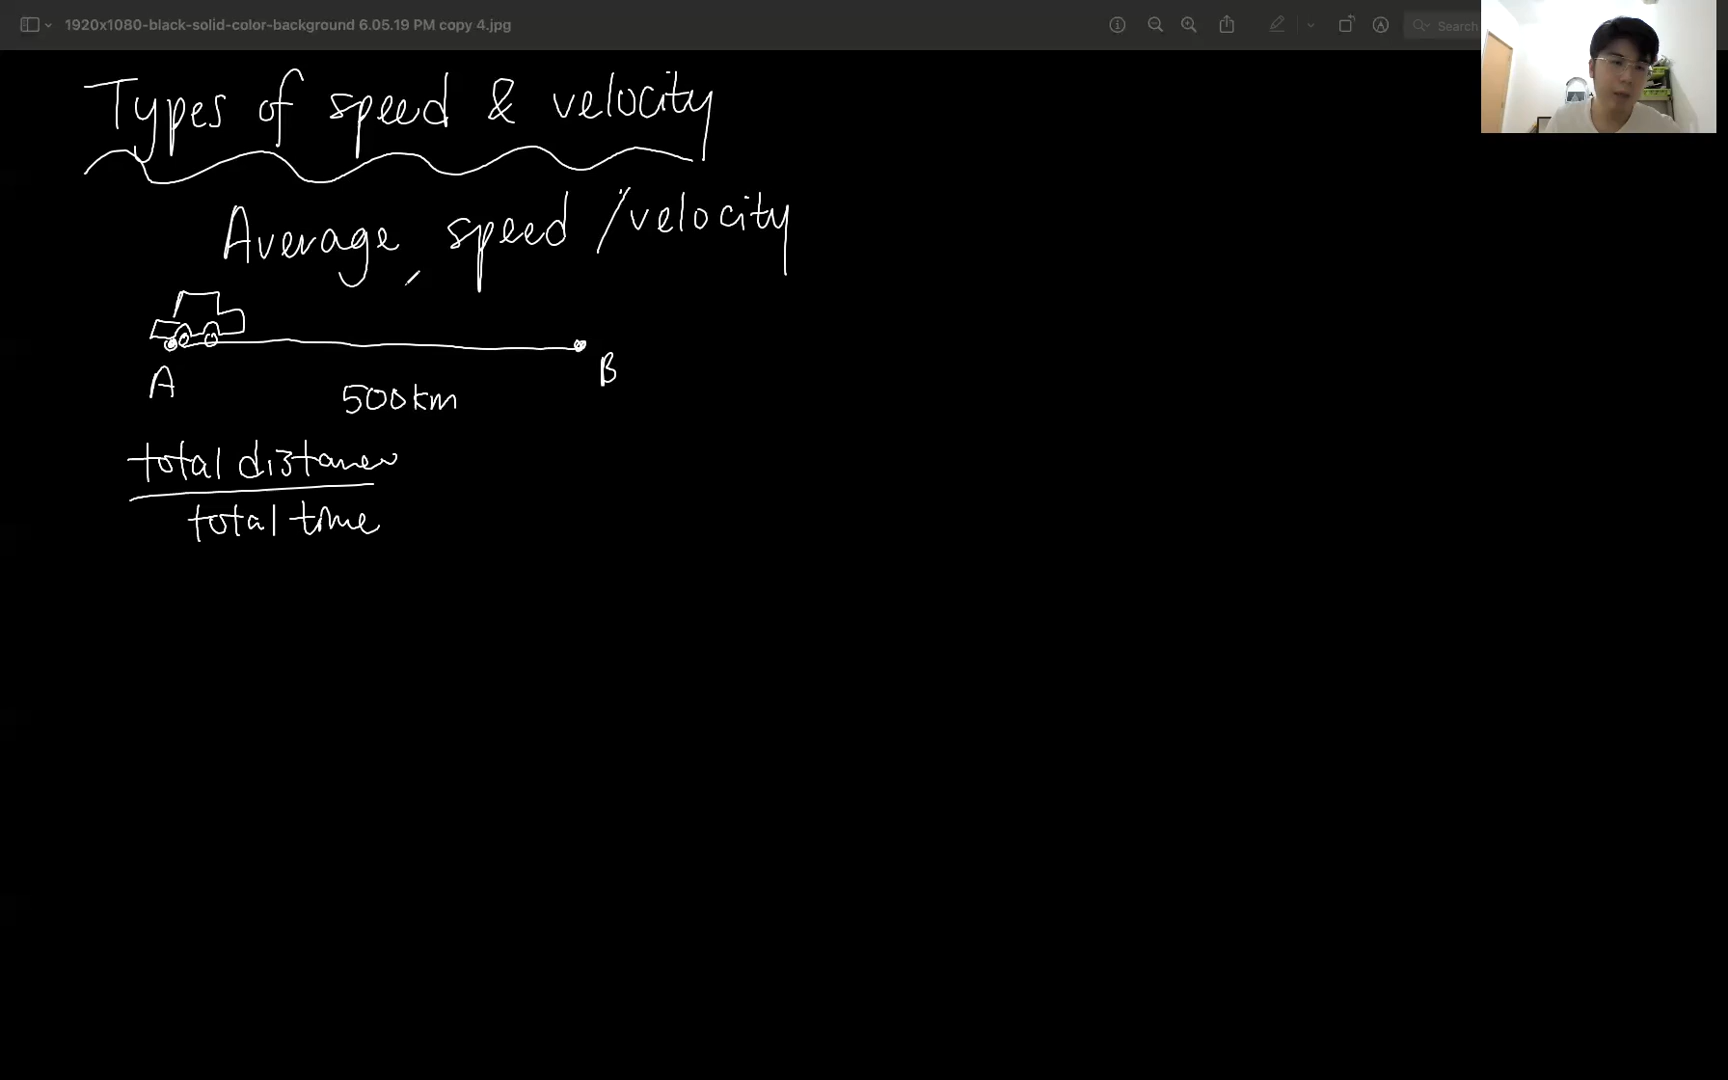 1920x1080-black-solid-color-background 6.05.19 PM copy 4.jpg
Search
Types of speed & velocity
Average speed / velocity
A
B
500km
total distance
total time